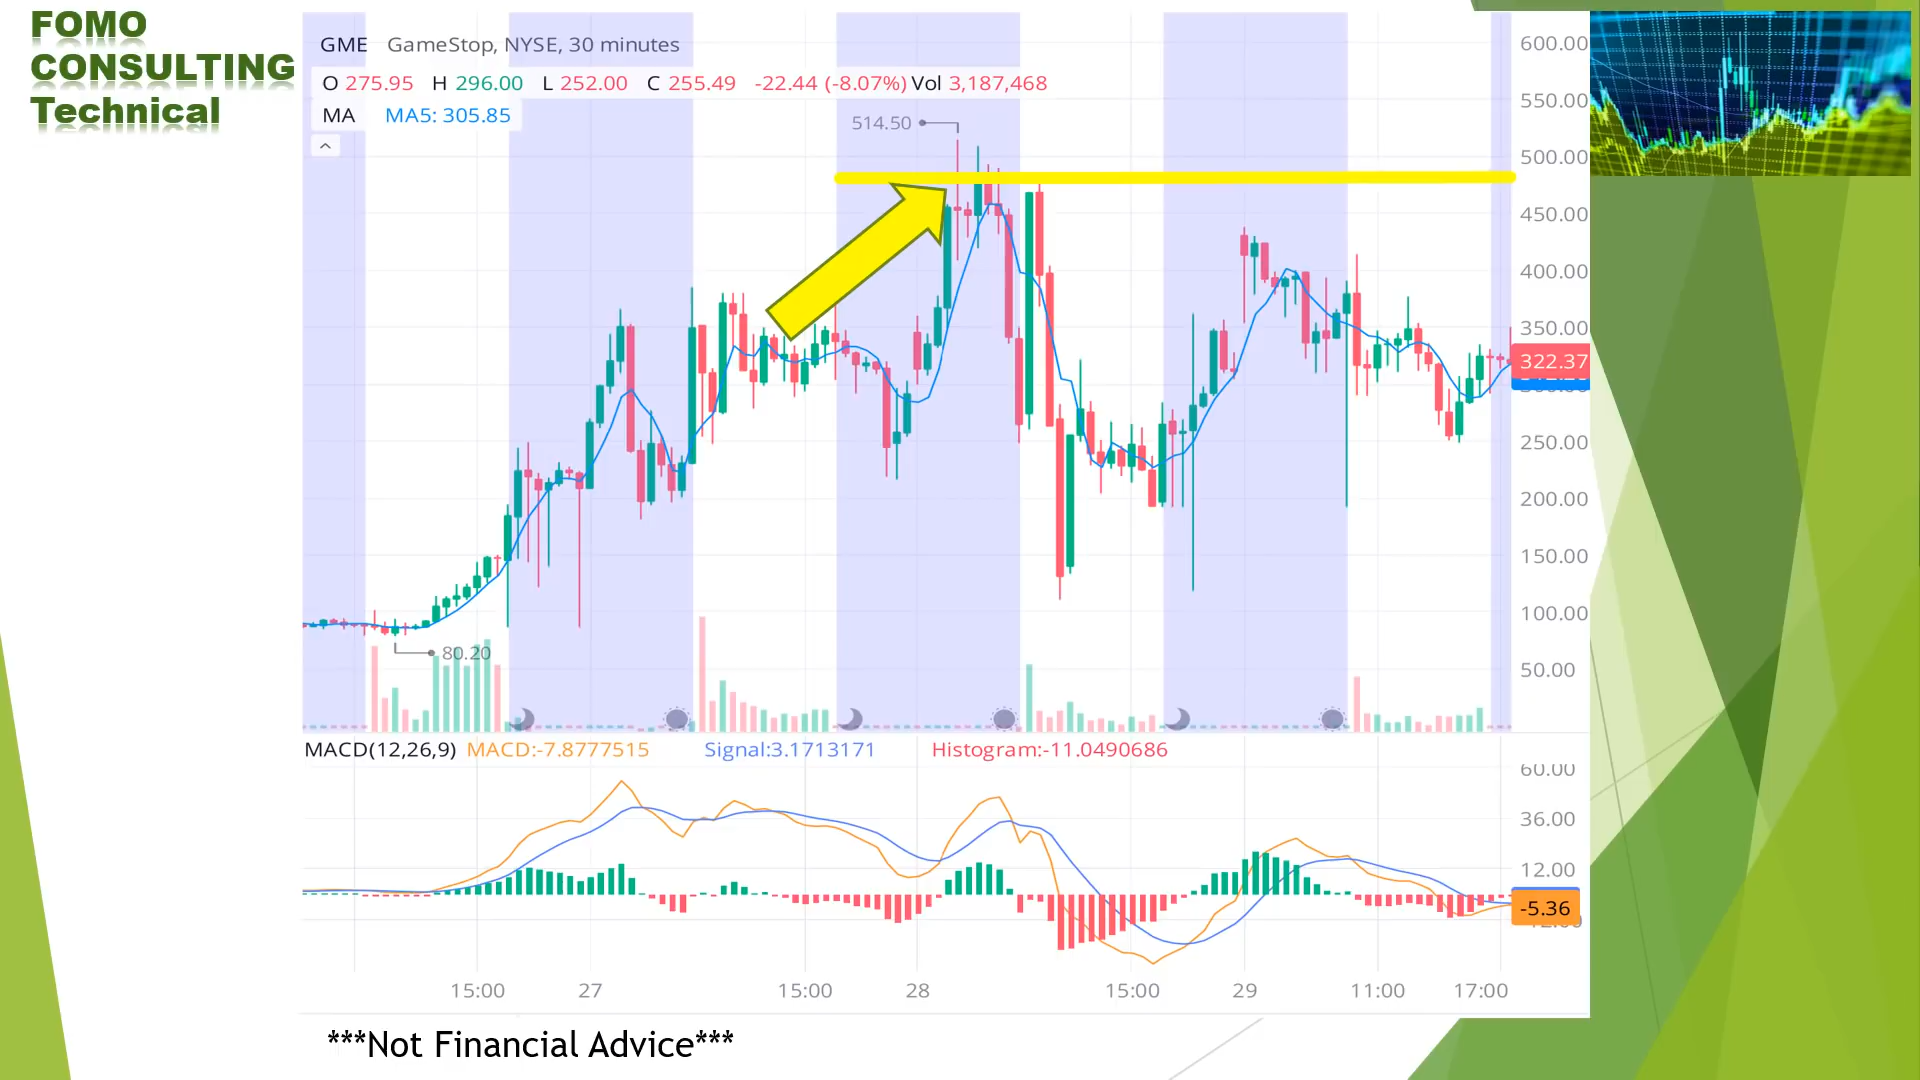 FOMO
CONSULTING
Technical
GME GameStop, NYSE, 30 minutes
O 275.95 H 296.00 L 252.00 C 255.49 -22.44 (-8.07%) Vol 3,187,468
MA MA5: 305.85
514.50
80.20
600.00
550.00
500.00
450.00
400.00
350.00
322.37
250.00
200.00
150.00
100.00
50.00
MACD(12,26,9) MACD:-7.8777515 Signal:3.1713171 Histogram:-11.0490686
60.00
36.00
12.00
-5.36
15:00 27 15:00 28 15:00 29 11:00 17:00
***Not Financial Advice***